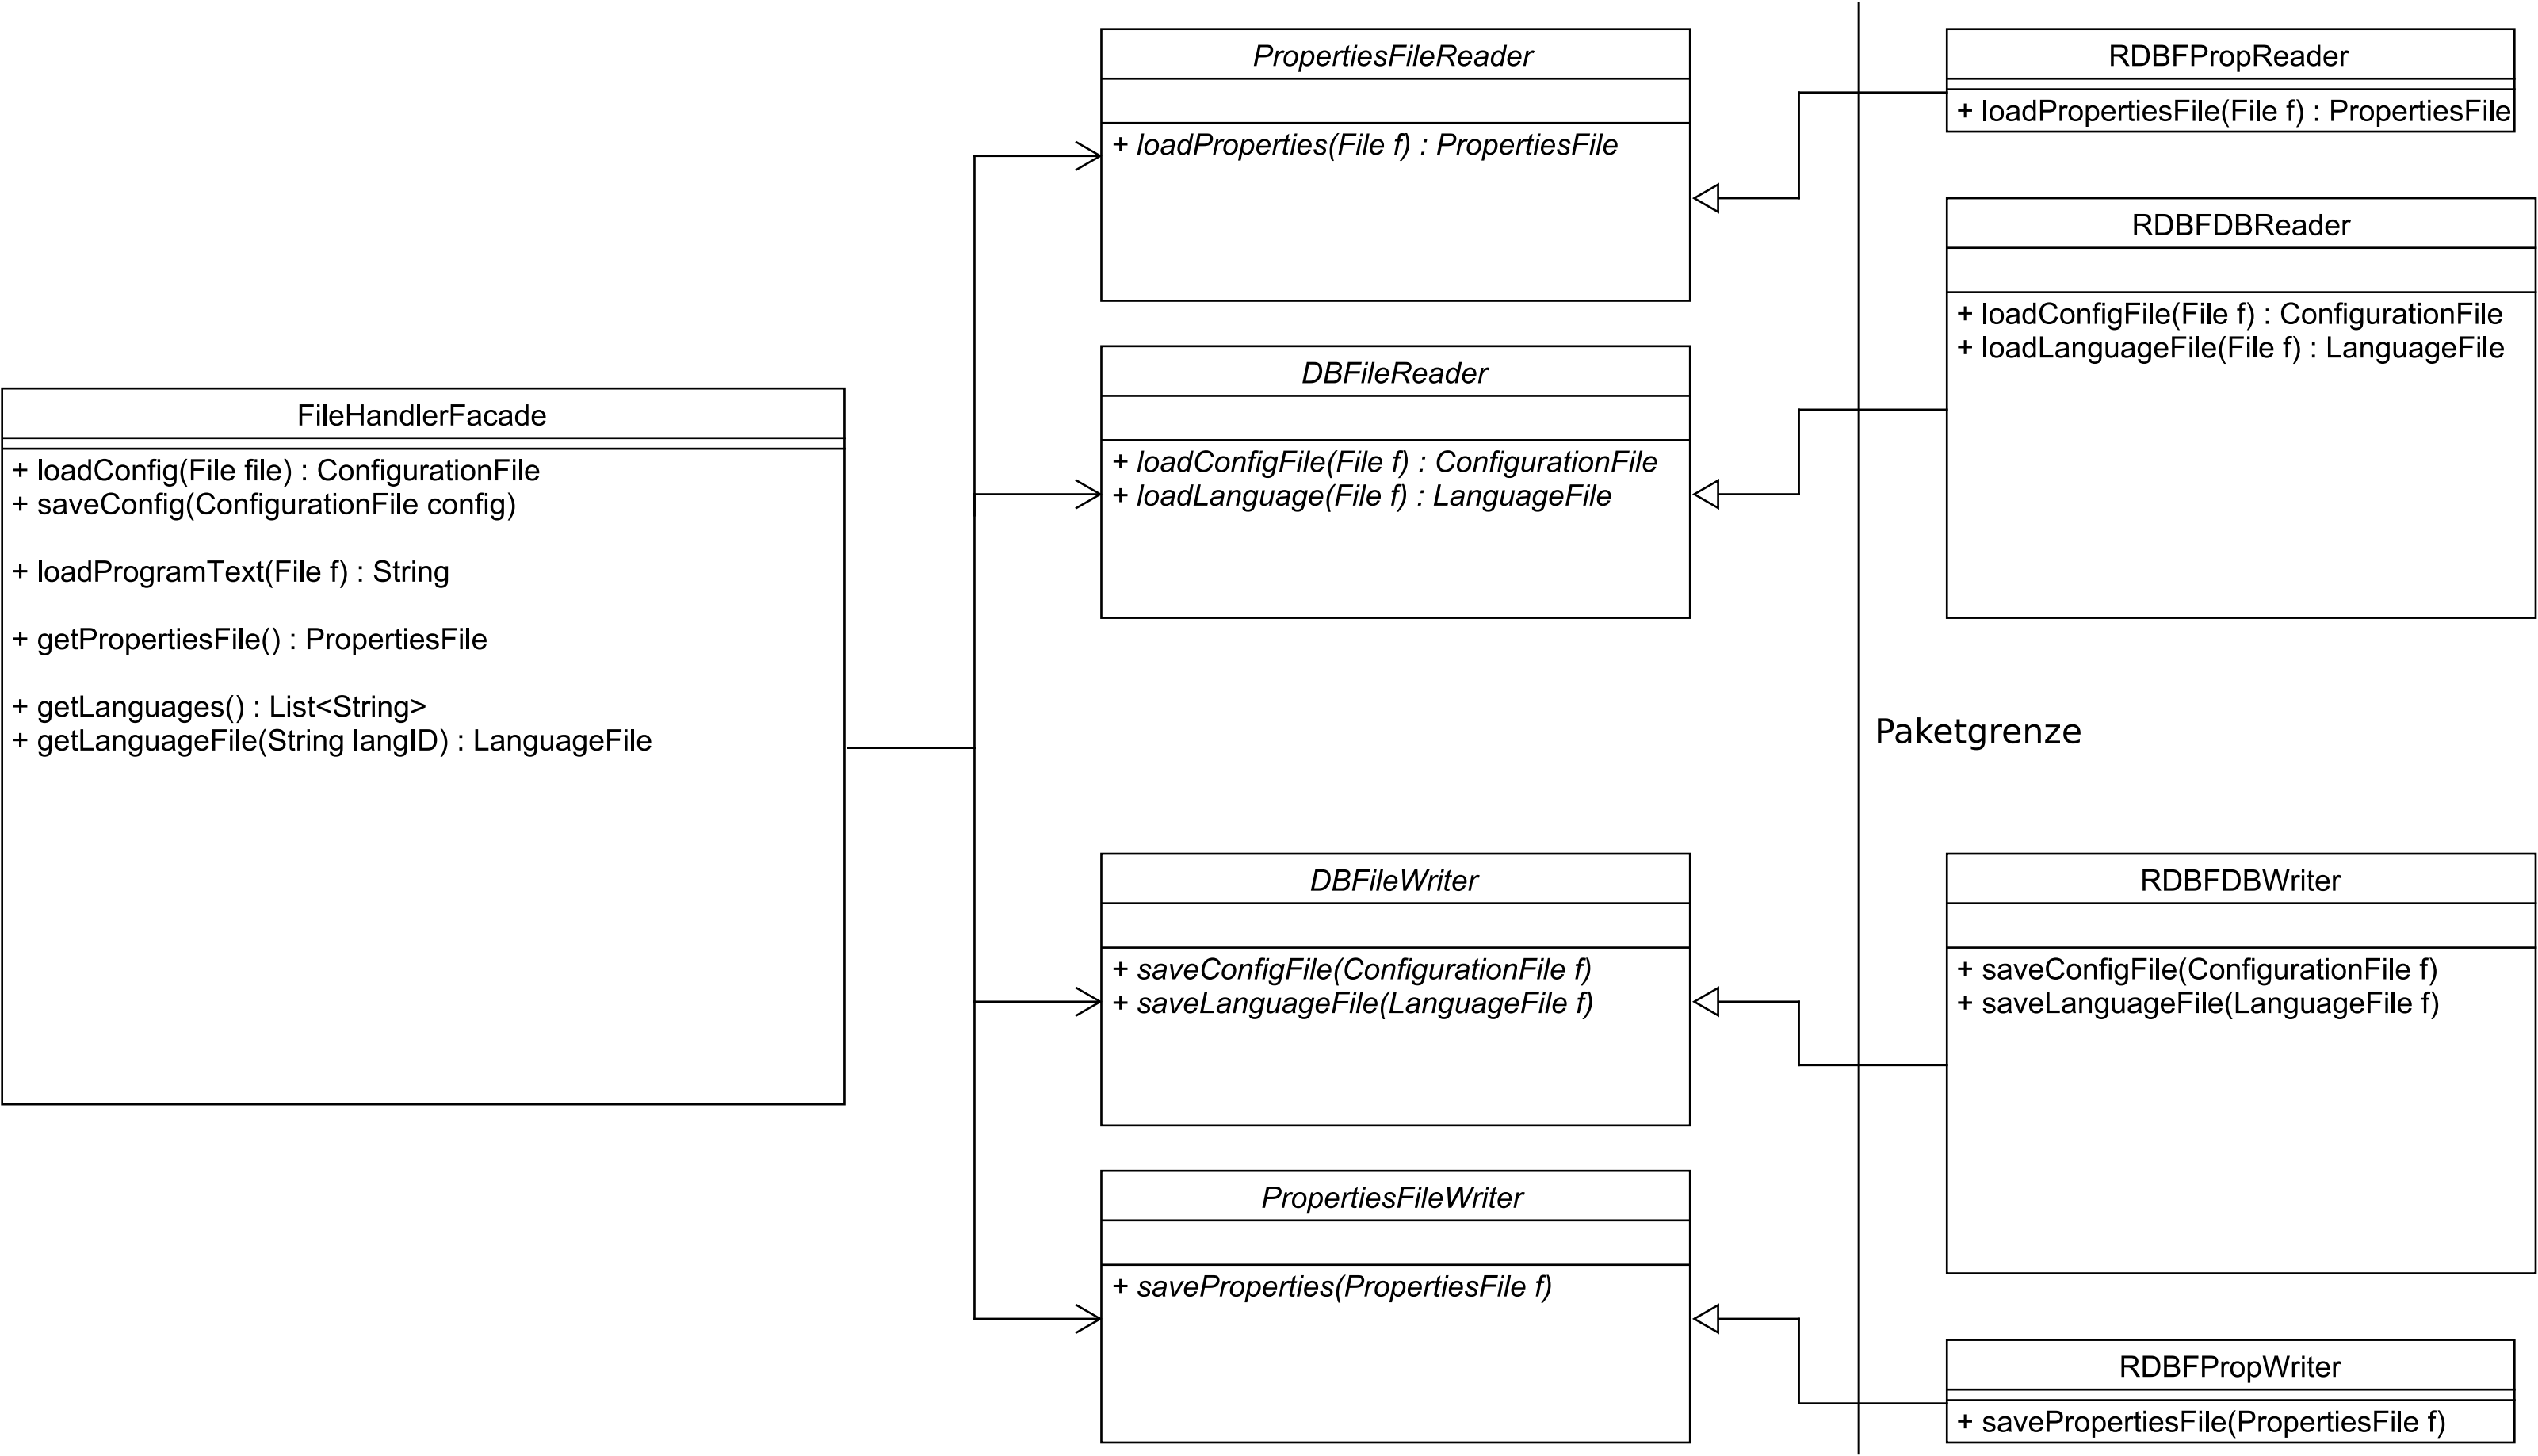 PropertiesFileReader
+ loadProperties(File f) : PropertiesFile
RDBFPropReader
+ loadPropertiesFile(File f) : PropertiesFile
RDBFDBReader
+ loadConfigFile(File f) : ConfigurationFile
+ loadLanguageFile(File f) : LanguageFile
DBFileReader
+ loadConfigFile(File f) : ConfigurationFile
+ loadLanguage(File f) : LanguageFile
FileHandlerFacade
+ loadConfig(File file) : ConfigurationFile
+ saveConfig(ConfigurationFile config)
+ loadProgramText(File f) : String
+ getPropertiesFile() : PropertiesFile
+ getLanguages() : List<String>
+ getLanguageFile(String langID) : LanguageFile
Paketgrenze
DBFileWriter
+ saveConfigFile(ConfigurationFile f)
+ saveLanguageFile(LanguageFile f)
RDBFDBWriter
+ saveConfigFile(ConfigurationFile f)
+ saveLanguageFile(LanguageFile f)
PropertiesFileWriter
+ saveProperties(PropertiesFile f)
RDBFPropWriter
+ savePropertiesFile(PropertiesFile f)